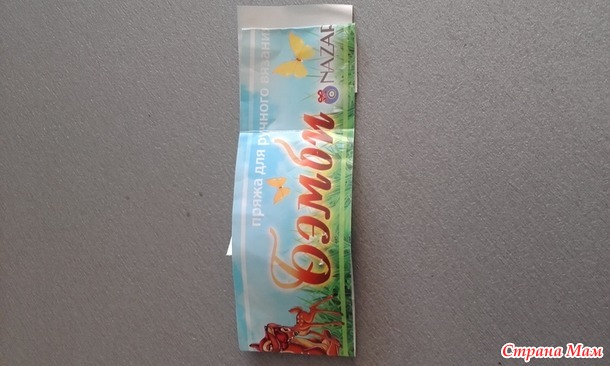 пряжа для ручного вязания
Бэмби
NAZAR
Страна Мам